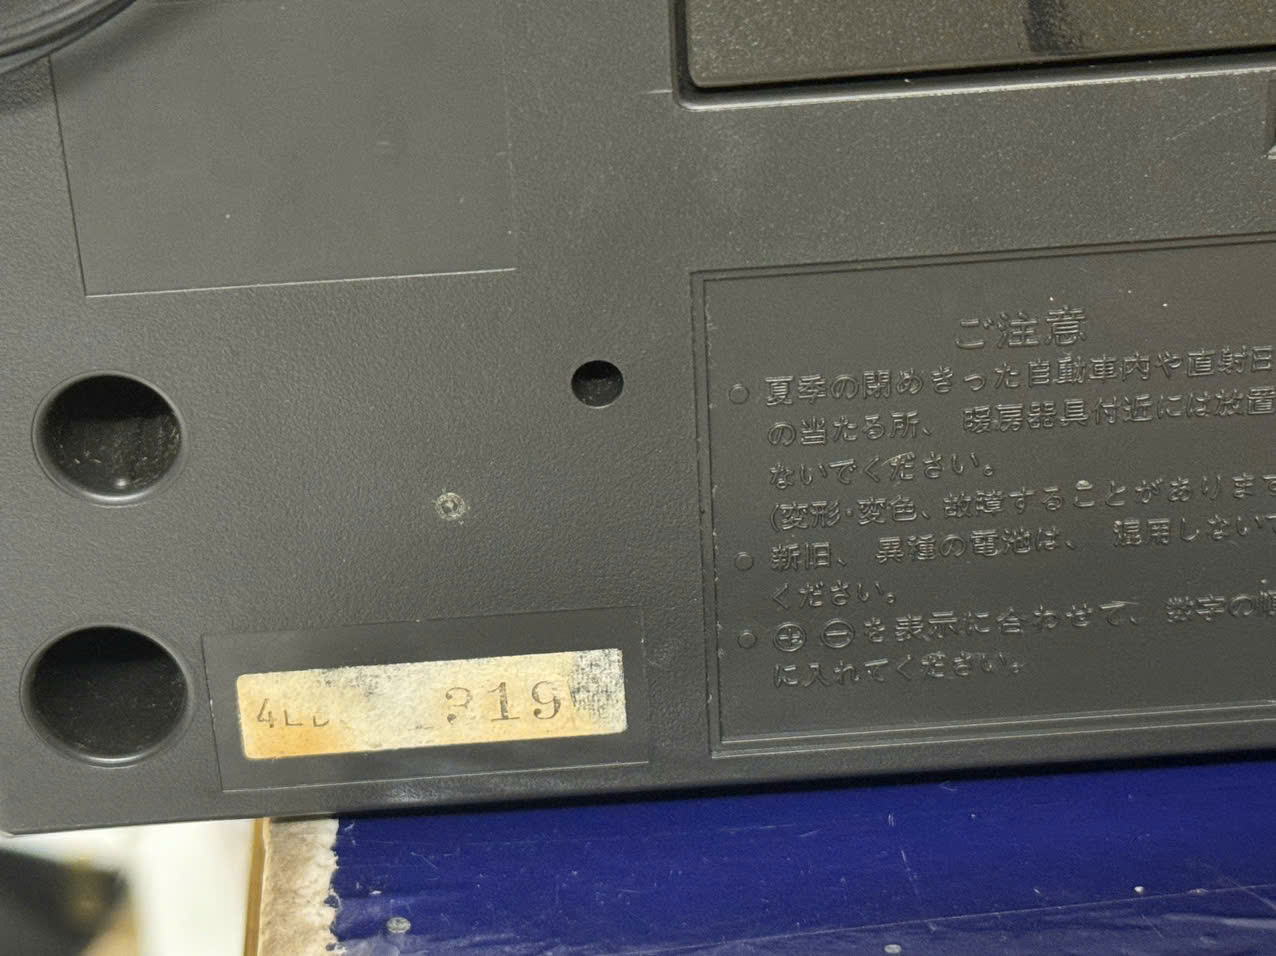 ご注意
○ 夏季の閉めきった自動車内や直射日
の当たる所、暖房器具付近には放置
ないでください。
(変形・変色、故障することがあります
○ 新旧、異種の電池は、混用しないで
ください。
○ ⊕ ⊖を表示に合わせて、数字の順
に入れてください。
319